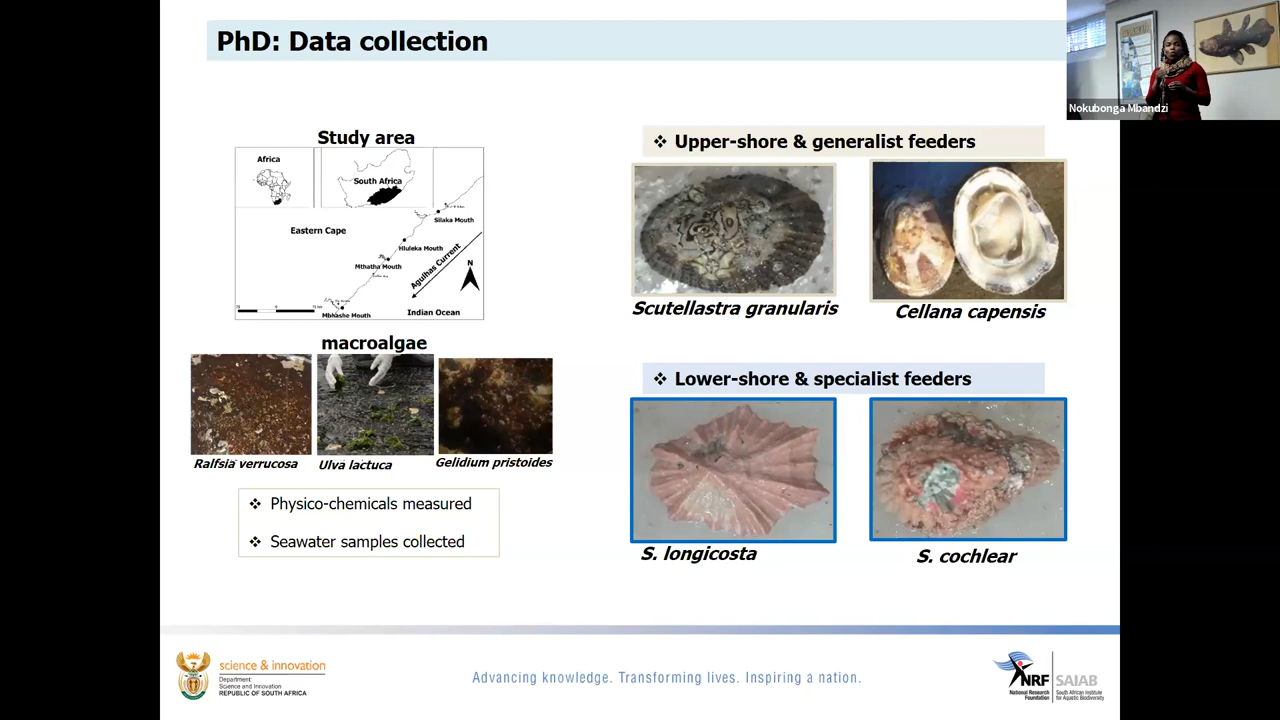 PhD: Data collection
Nokubonga Mbandzi
Study area
Africa
South Africa
Silaka Mouth
Eastern Cape
Hluleka Mouth
Mthatha Mouth
Agulhas Current
N
Mbhashe Mouth
Indian Ocean
macroalgae
Ralfsia verrucosa
Ulva lactuca
Gelidium pristoides
❖ Physico-chemicals measured
❖ Seawater samples collected
❖ Upper-shore & generalist feeders
Scutellastra granularis
Cellana capensis
❖ Lower-shore & specialist feeders
S. longicosta
S. cochlear
science & innovation
Department:
Science and Innovation
REPUBLIC OF SOUTH AFRICA
Advancing knowledge. Transforming lives. Inspiring a nation.
NRF
National Research
Foundation
SAIAB
South African Institute
for Aquatic Biodiversity